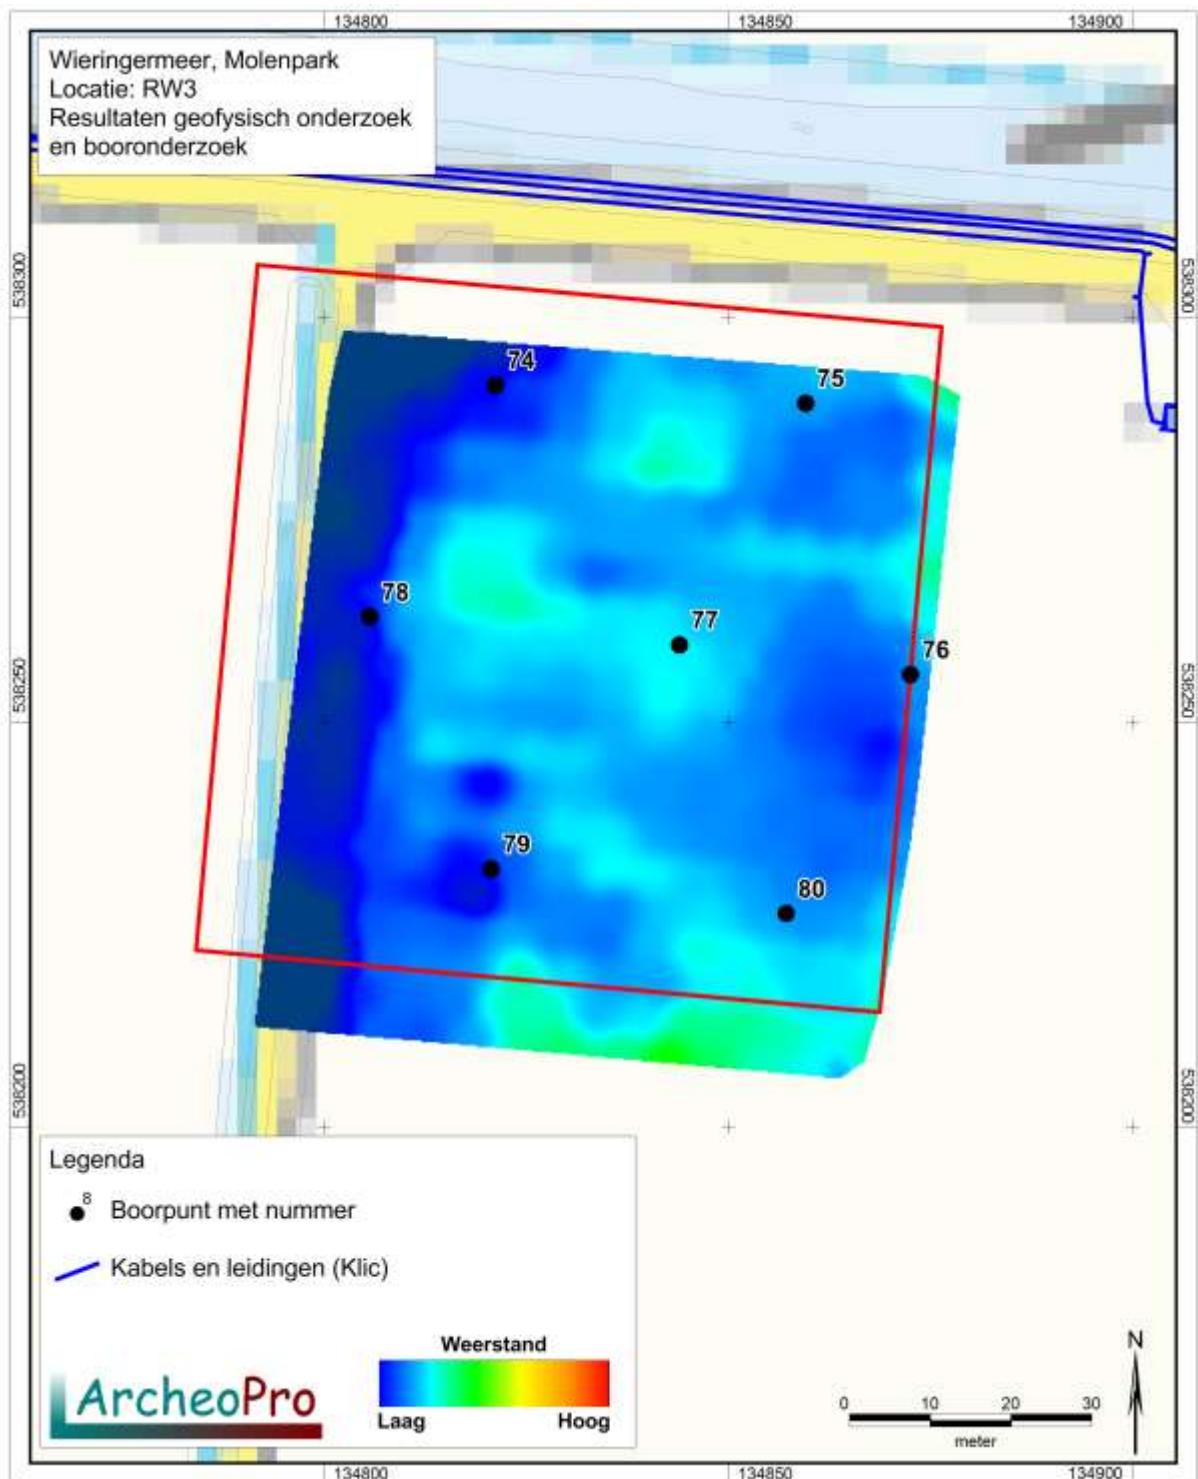 134800 134850 134900
Wieringermeer, Molenpark
Locatie: RW3
Resultaten geofysisch onderzoek
en booronderzoek
538300 538300
74
75
78
77
76
538250 538250
79
80
538200 538200
Legenda
8
Boorpunt met nummer
Kabels en leidingen (Klic)
Weerstand
Laag Hoog
ArcheoPro
N
0 10 20 30
meter
134800 134850 134900